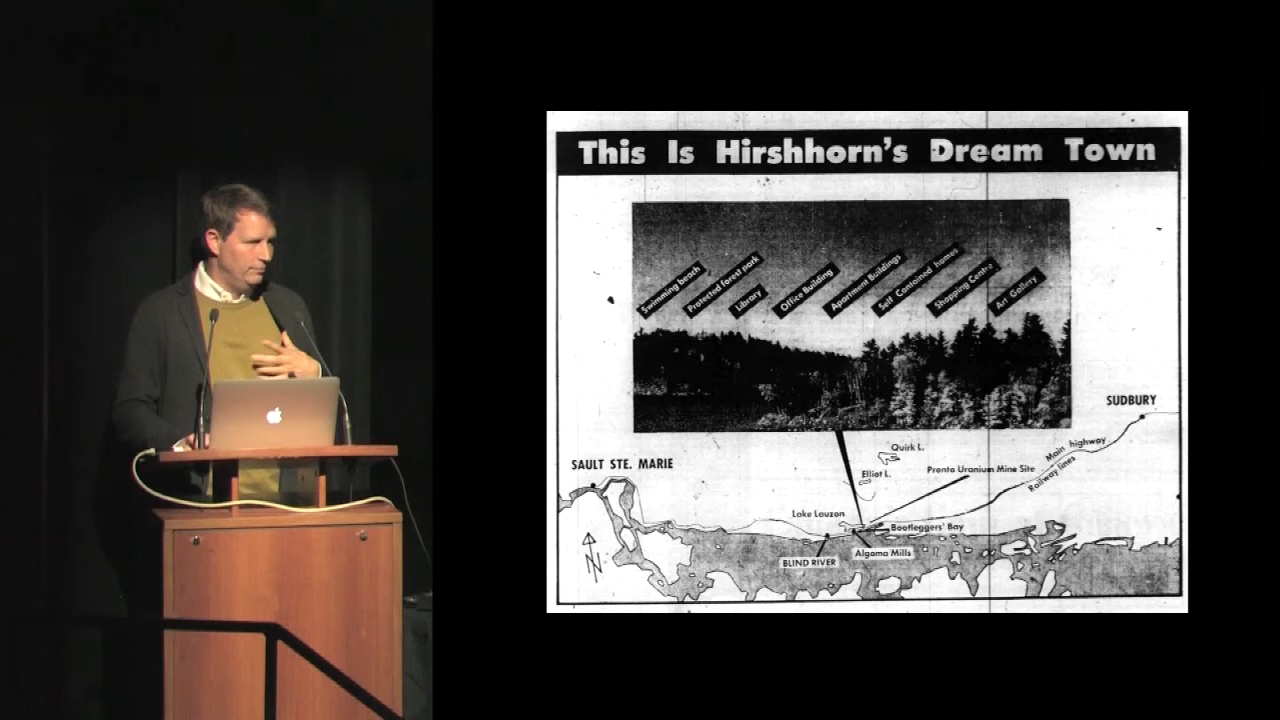 This Is Hirshhorn's Dream Town
Swimming beach
Protected forest park
Library
Office Building
Apartment Buildings
Self Contained homes
Shopping Centre
Art Gallery
SUDBURY
Main highway
Railway lines
Quirk L.
Elliot L.
Pronto Uranium Mine Site
SAULT STE. MARIE
Lake Lauzon
Bootleggers' Bay
Algoma Mills
BLIND RIVER
N